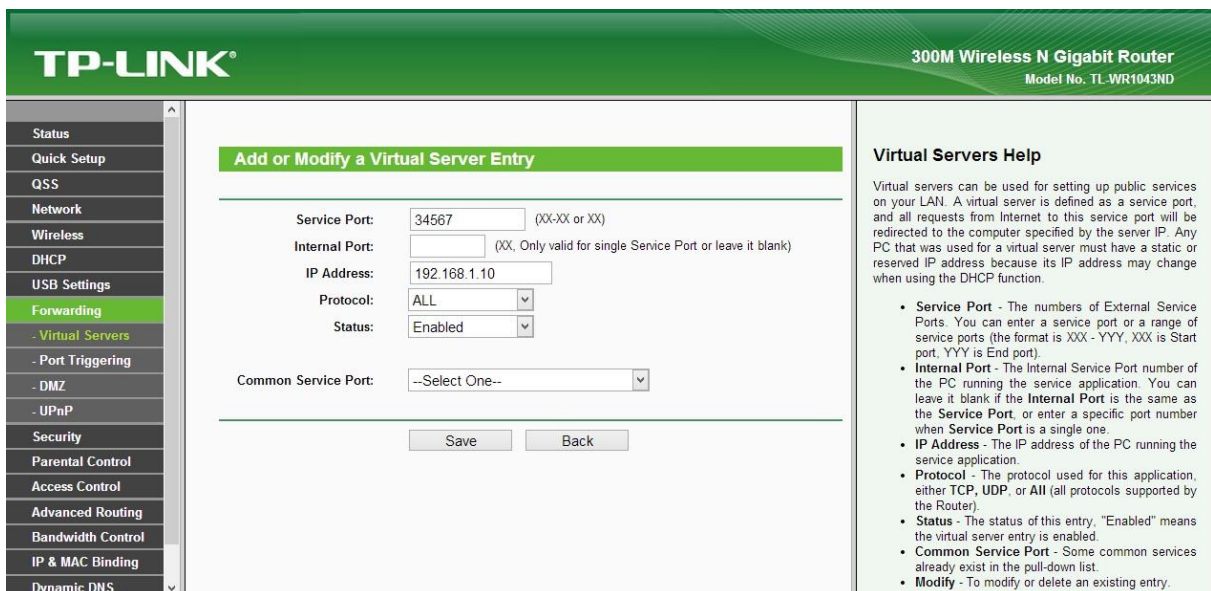 TP-LINK®
300M Wireless N Gigabit Router
Model No. TL-WR1043ND
Status
Quick Setup
QSS
Network
Wireless
DHCP
USB Settings
Forwarding
- Virtual Servers
- Port Triggering
- DMZ
- UPnP
Security
Parental Control
Access Control
Advanced Routing
Bandwidth Control
IP & MAC Binding
Dynamic DNS
Add or Modify a Virtual Server Entry
Service Port: 34567 (XX-XX or XX)
Internal Port: (XX, Only valid for single Service Port or leave it blank)
IP Address: 192.168.1.10
Protocol: ALL
Status: Enabled
Common Service Port: --Select One--
Save Back
Virtual Servers Help
Virtual servers can be used for setting up public services
on your LAN. A virtual server is defined as a service port,
and all requests from Internet to this service port will be
redirected to the computer specified by the server IP. Any
PC that was used for a virtual server must have a static or
reserved IP address because its IP address may change
when using the DHCP function.
• Service Port - The numbers of External Service
Ports. You can enter a service port or a range of
service ports (the format is XXX - YYY, XXX is Start
port, YYY is End port).
• Internal Port - The Internal Service Port number of
the PC running the service application. You can
leave it blank if the Internal Port is the same as
the Service Port, or enter a specific port number
when Service Port is a single one.
• IP Address - The IP address of the PC running the
service application.
• Protocol - The protocol used for this application,
either TCP, UDP, or All (all protocols supported by
the Router).
• Status - The status of this entry, "Enabled" means
the virtual server entry is enabled.
• Common Service Port - Some common services
already exist in the pull-down list.
• Modify - To modify or delete an existing entry.